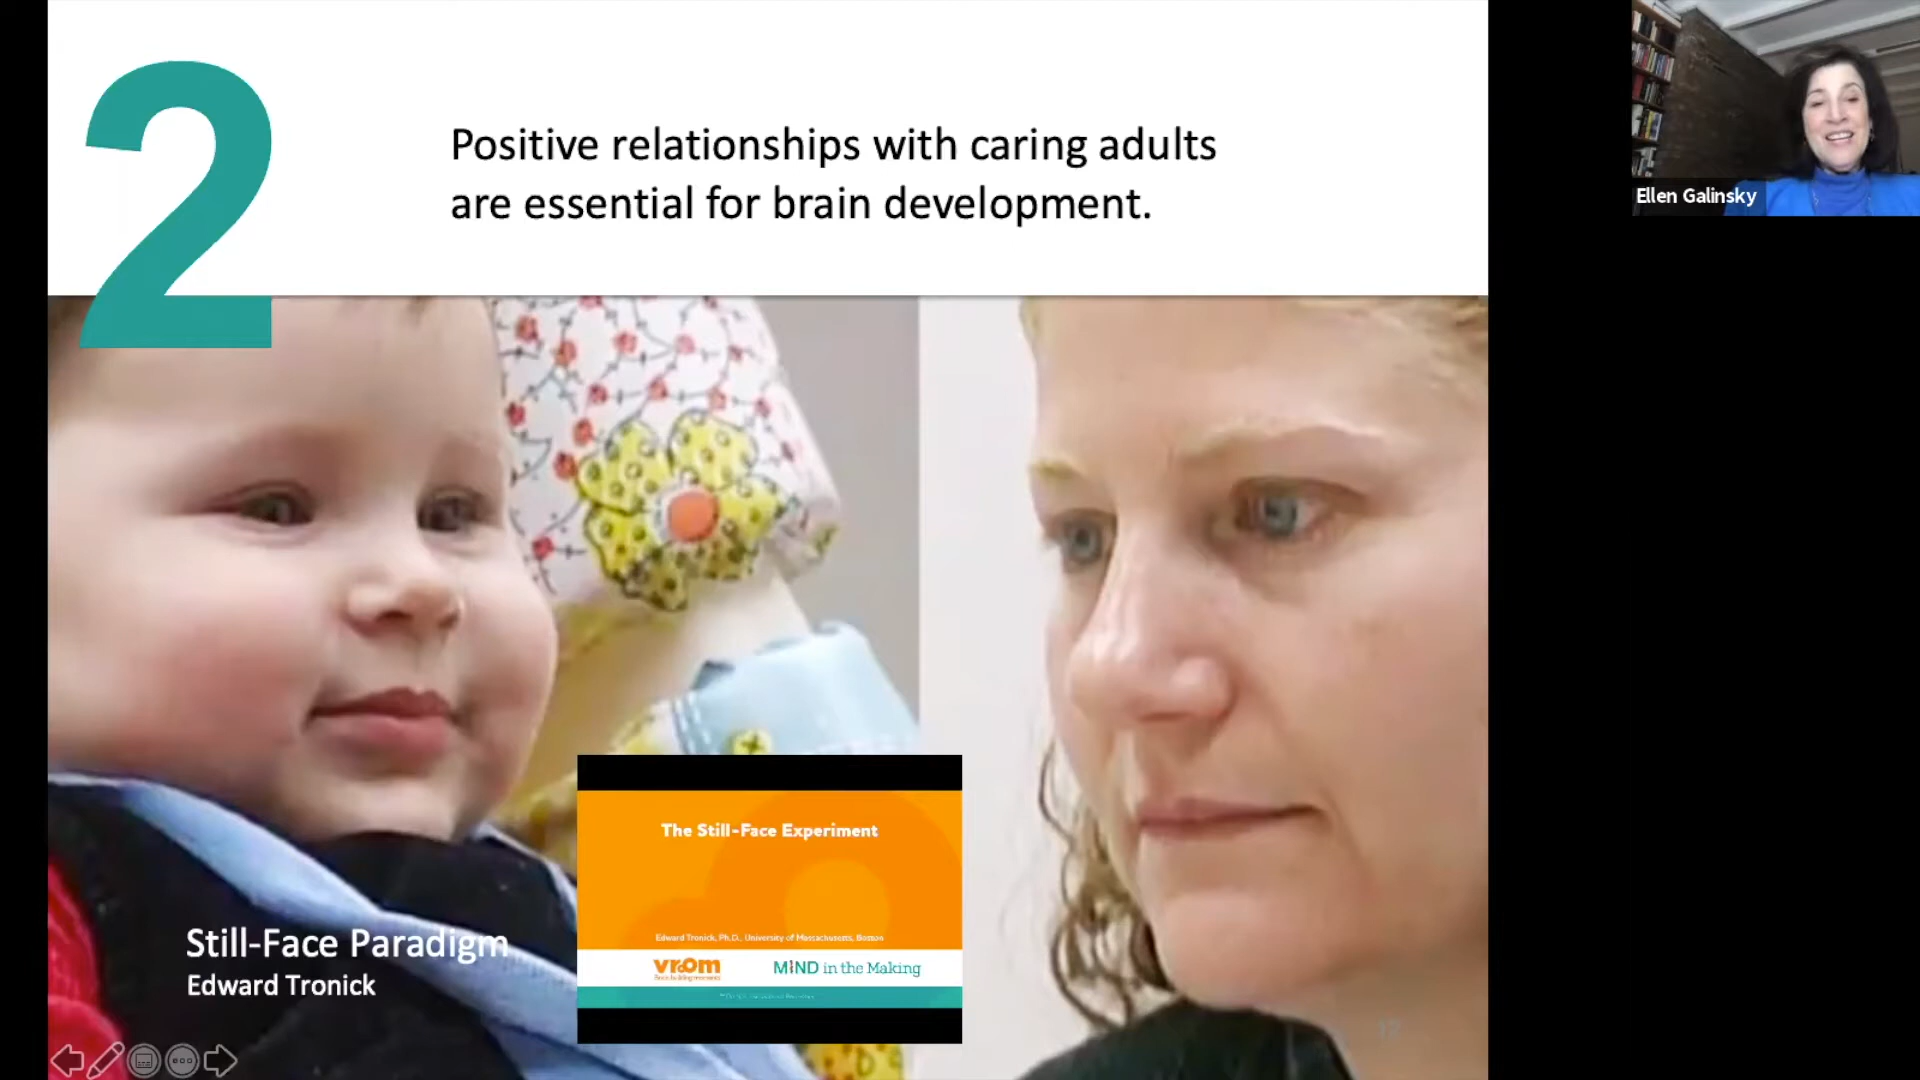 2
Positive relationships with caring adults
are essential for brain development.
Ellen Galinsky
The Still-Face Experiment
Edward Tronick, Ph.D., University of Massachusetts, Boston
vroom
MIND in the Making
Still-Face Paradigm
Edward Tronick
17